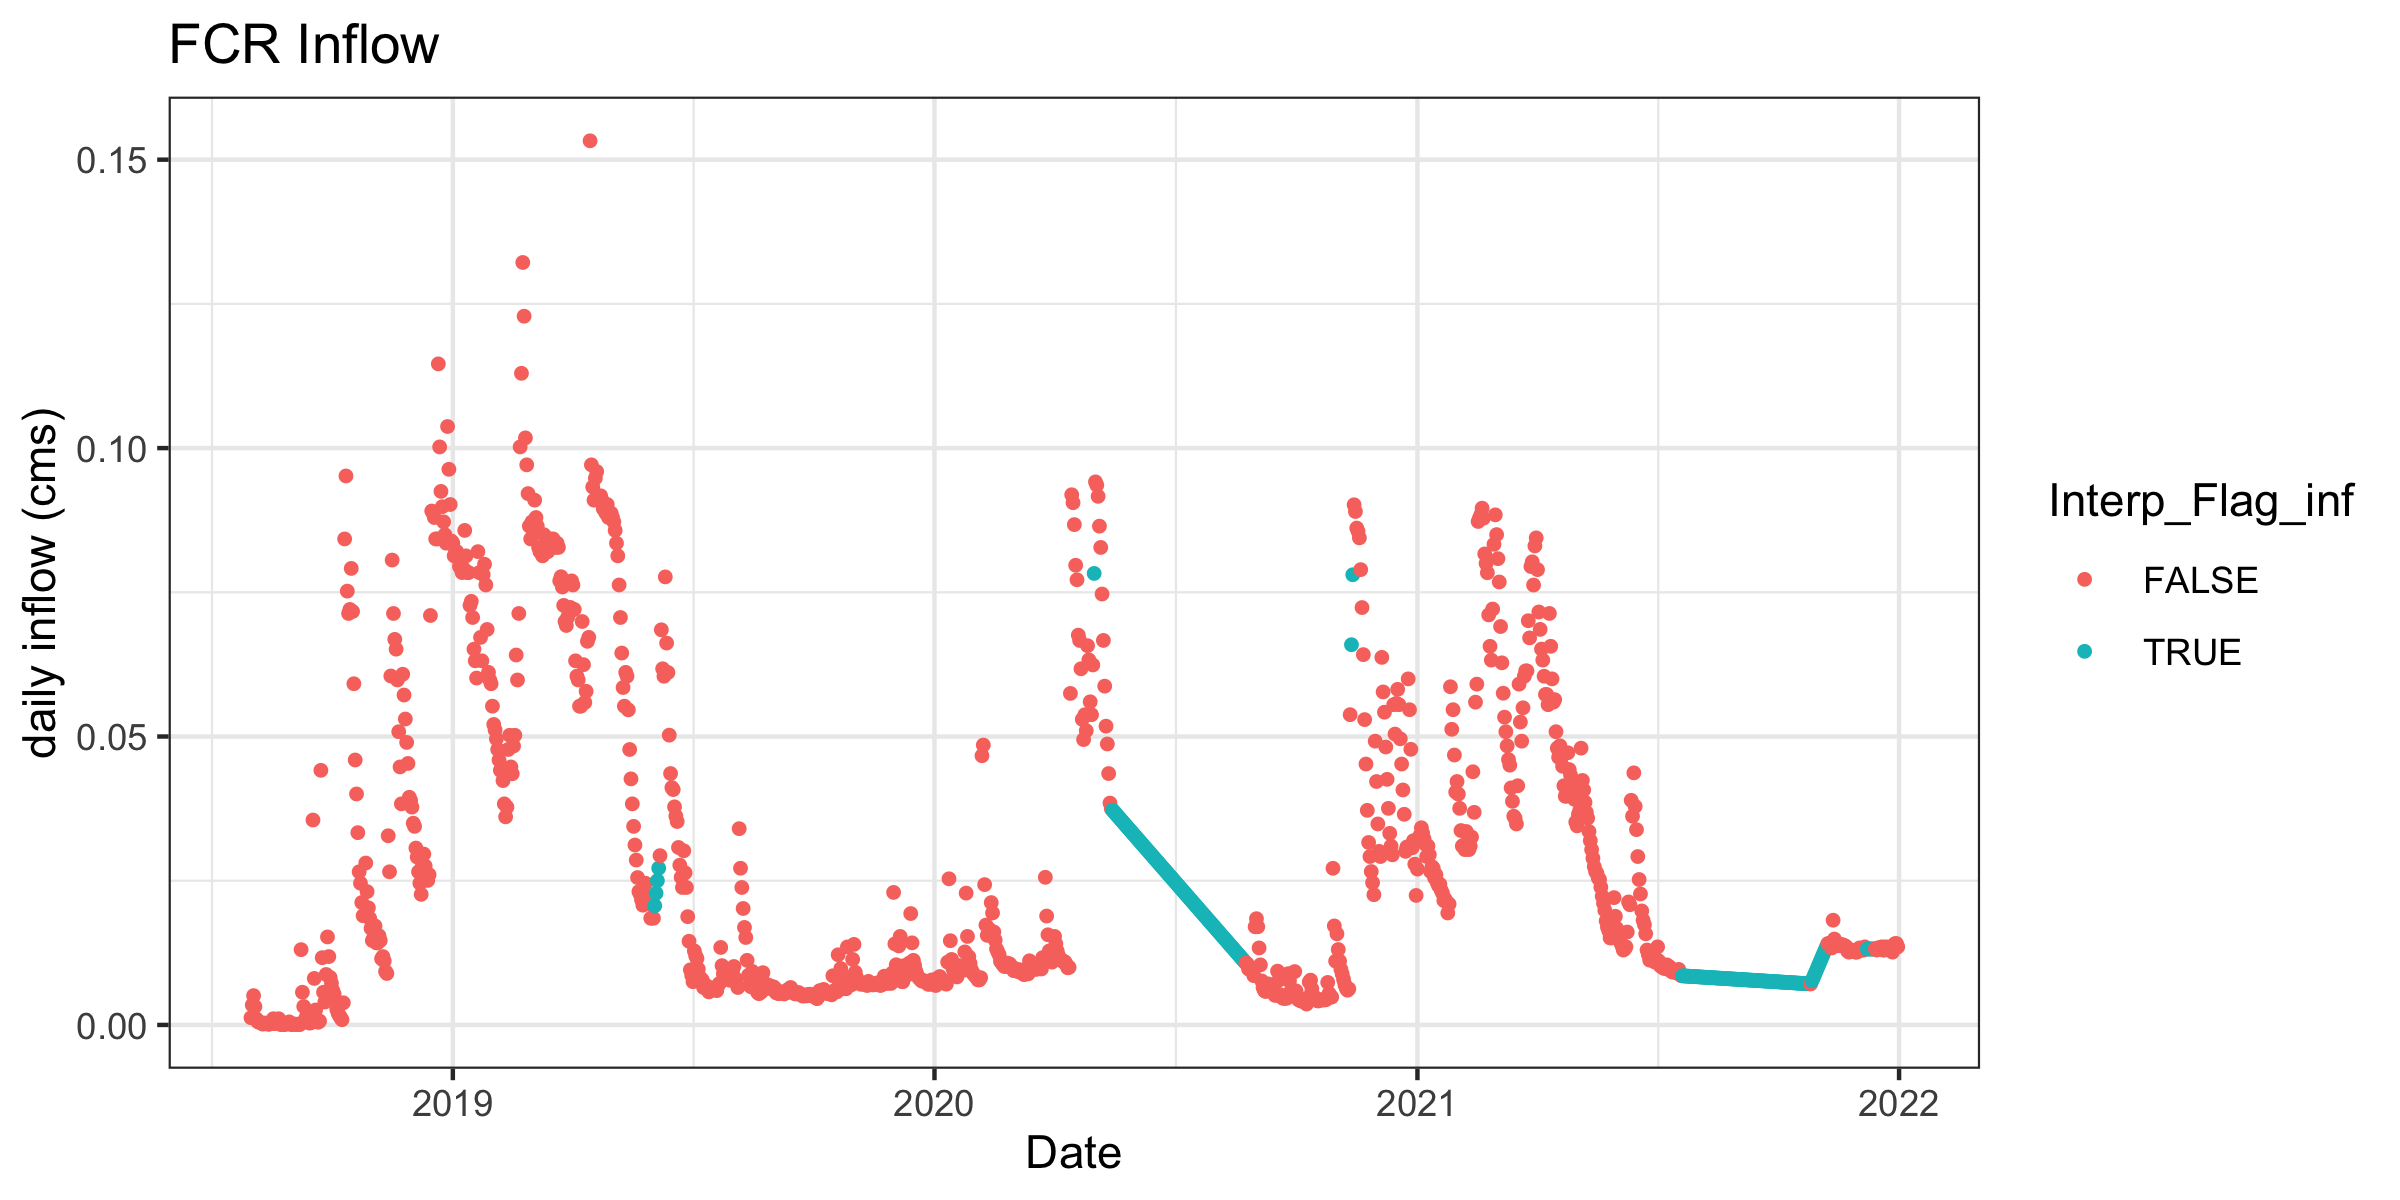 FCR Inflow
daily inflow (cms)
0.15
0.10
0.05
0.00
2019
2020
2021
2022
Date
Interp_Flag_inf
FALSE
TRUE